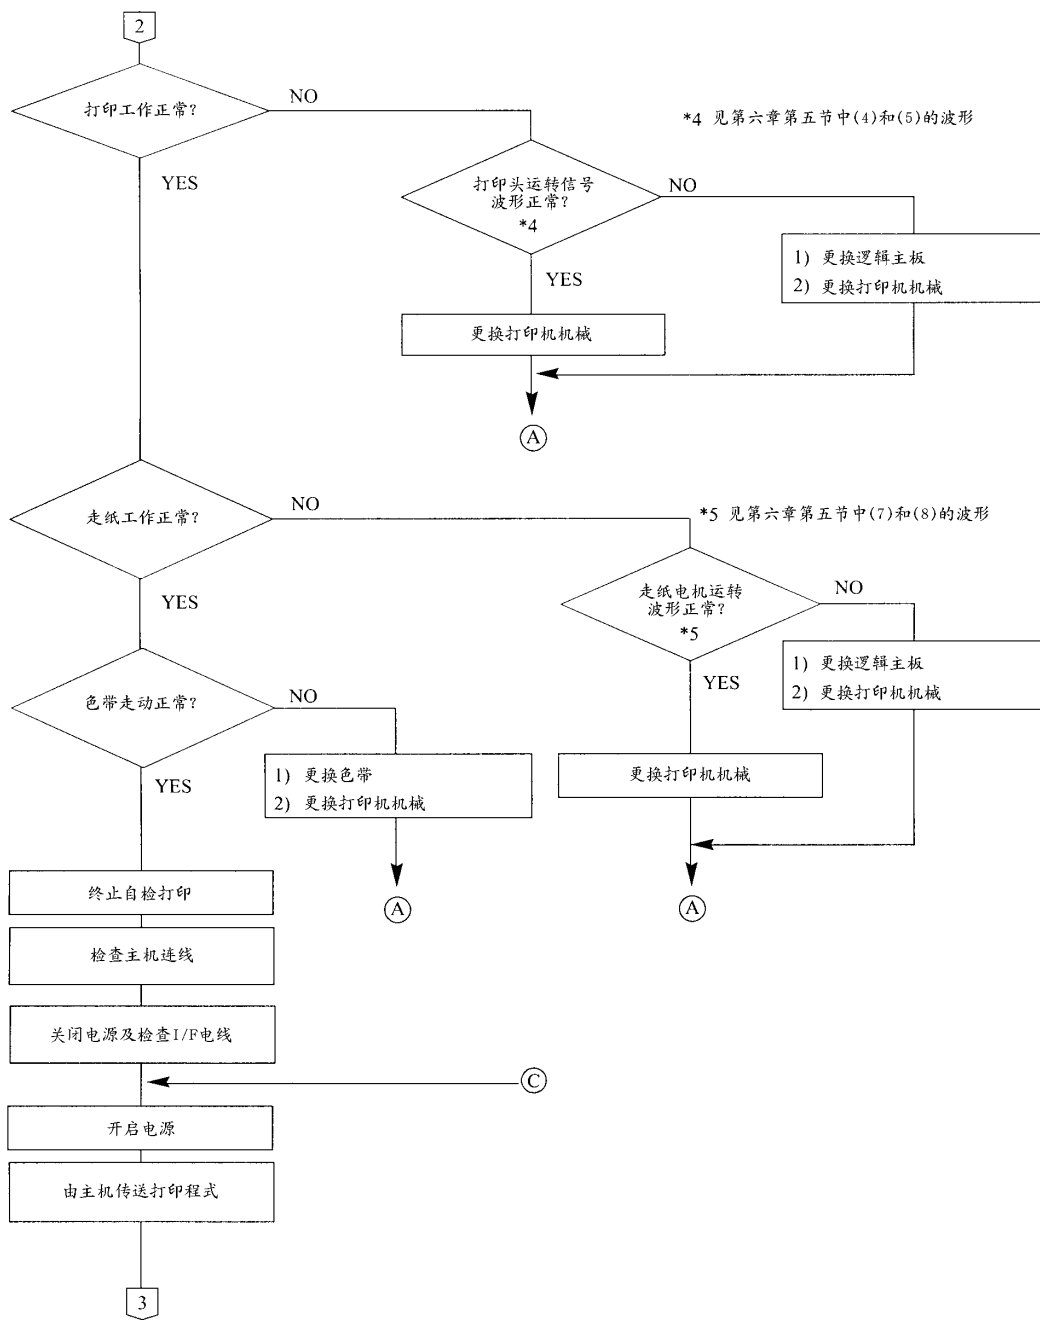 2
打印工作正常?
NO
*4 见第六章第五节中(4)和(5)的波形
YES
打印头运转信号
波形正常?
*4
NO
1) 更换逻辑主板
2) 更换打印机机械
YES
更换打印机机械
A
走纸工作正常?
NO
*5 见第六章第五节中(7)和(8)的波形
YES
走纸电机运转
波形正常?
*5
NO
1) 更换逻辑主板
2) 更换打印机机械
YES
更换打印机机械
A
色带走动正常?
NO
1) 更换色带
2) 更换打印机机械
A
YES
终止自检打印
检查主机连线
关闭电源及检查I/F电线
C
开启电源
由主机传送打印程式
3